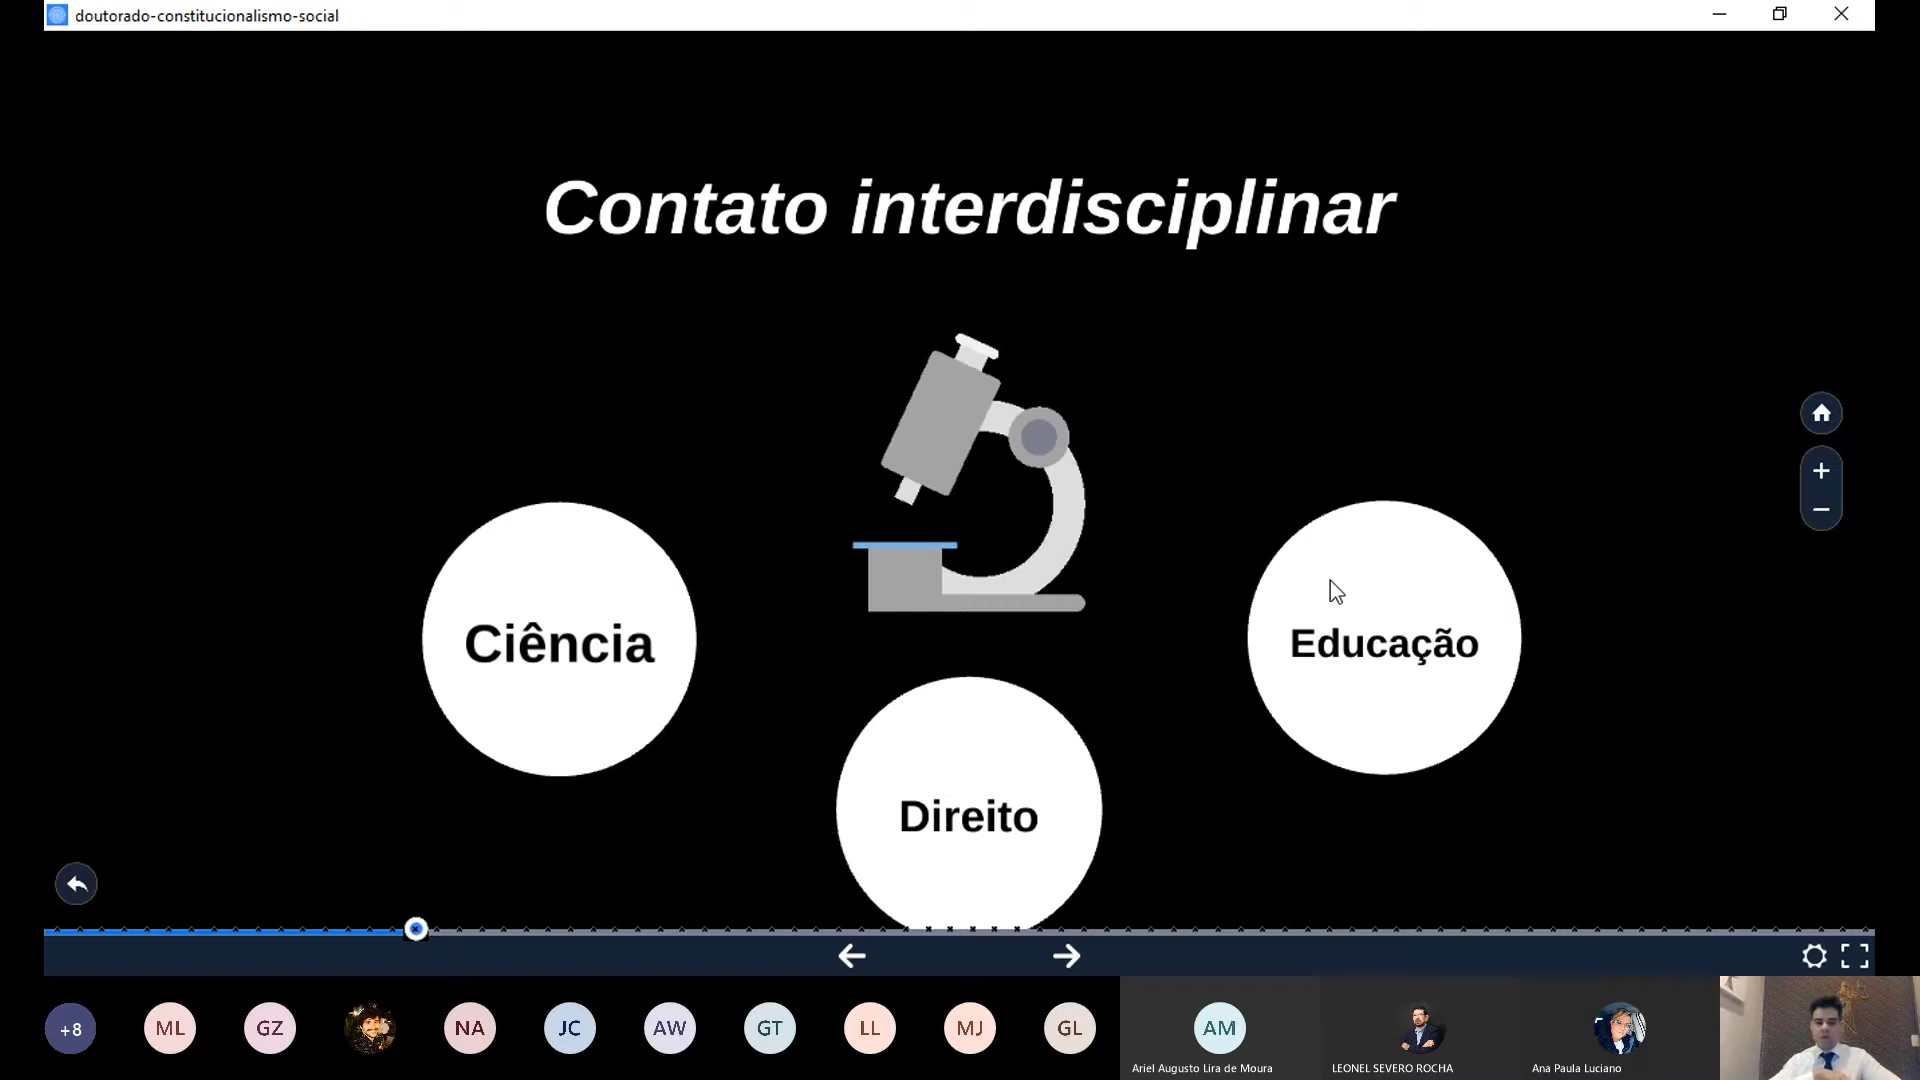 doutorado-constitucionalismo-social
Contato interdisciplinar
Ciência
Educação
Direito
+8
ML
GZ
NA
JC
AW
GT
LL
MJ
GL
AM
Ariel Augusto Lira de Moura
LEONEL SEVERO ROCHA
Ana Paula Luciano